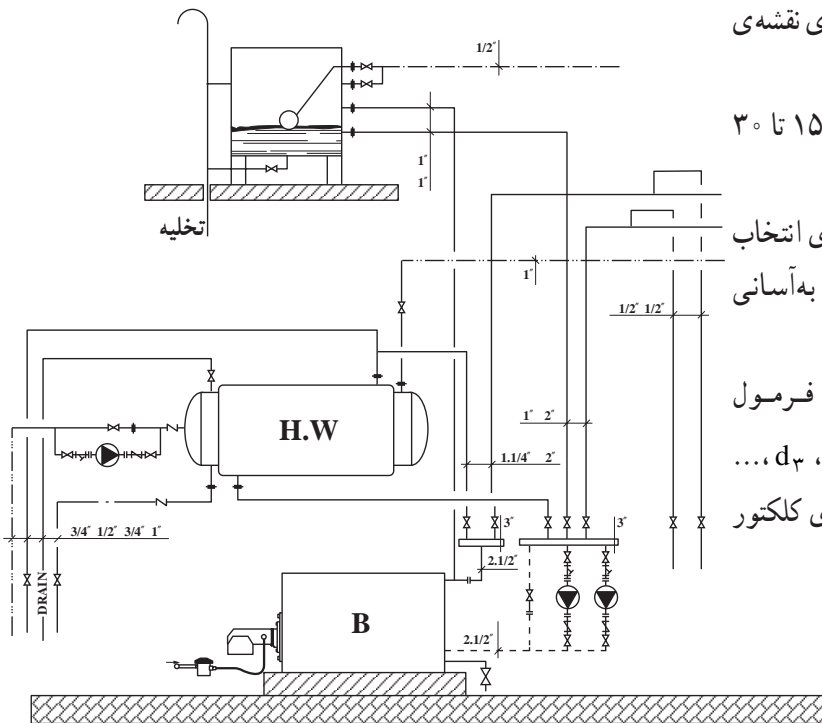 ی نقشه‌ی
1/2″
۱۵ تا ۳۰
1″
1″
تخلیه
ی انتخاب
1″
به‌آسانی
1/2″ 1/2″
فـرمـول
H.W
1″ 2″
1.1/4″ 2″
، d۳ ،...
ی کلکتور
3/4″ 1/2″ 3/4″ 1″
3″
3″
DRAIN
2.1/2″
B
2.1/2″